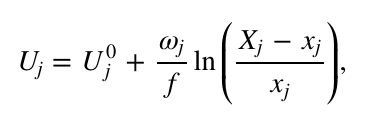 $U_j = U_j^0 + \frac{\omega_j}{f} \ln\left(\frac{X_j - x_j}{x_j}\right),$